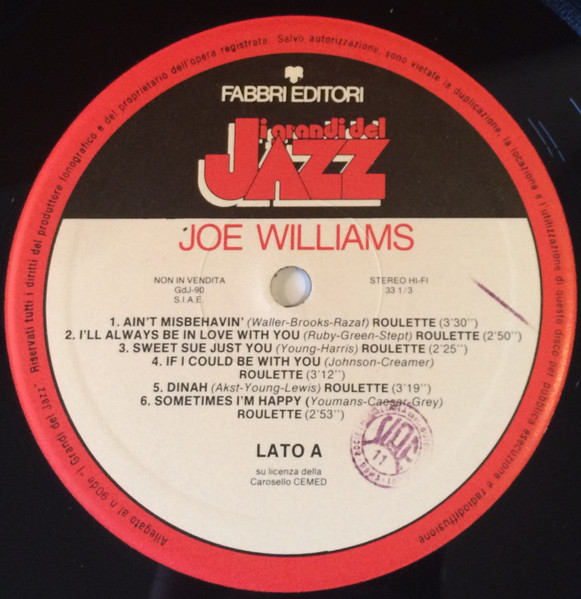 Riservati tutti i diritti del produttore fonografico e del proprietario dell'opera registrata. Salvo autorizzazione, sono vietate la duplicazione, la locazione e l'utilizzazione di questo disco per pubblica esecuzione e radiodiffusione.
Allegato al n. 90 de "I Grandi del Jazz".
FABBRI EDITORI
i grandi del
JAZZ
JOE WILLIAMS
NON IN VENDITA
GdJ-90
S.I.A.E.
STEREO HI-FI
33 1/3
1. AIN'T MISBEHAVIN' (Waller-Brooks-Razaf) ROULETTE (3'30'')
2. I'LL ALWAYS BE IN LOVE WITH YOU (Ruby-Green-Stept) ROULETTE (2'50'')
3. SWEET SUE JUST YOU (Young-Harris) ROULETTE (2'25'')
4. IF I COULD BE WITH YOU (Johnson-Creamer)
ROULETTE (3'12'')
5. DINAH (Akst-Young-Lewis) ROULETTE (3'19'')
6. SOMETIMES I'M HAPPY (Youmans-Caesar-Grey)
ROULETTE (2'53'')
LATO A
su licenza della
Carosello CEMED
SIAE
11